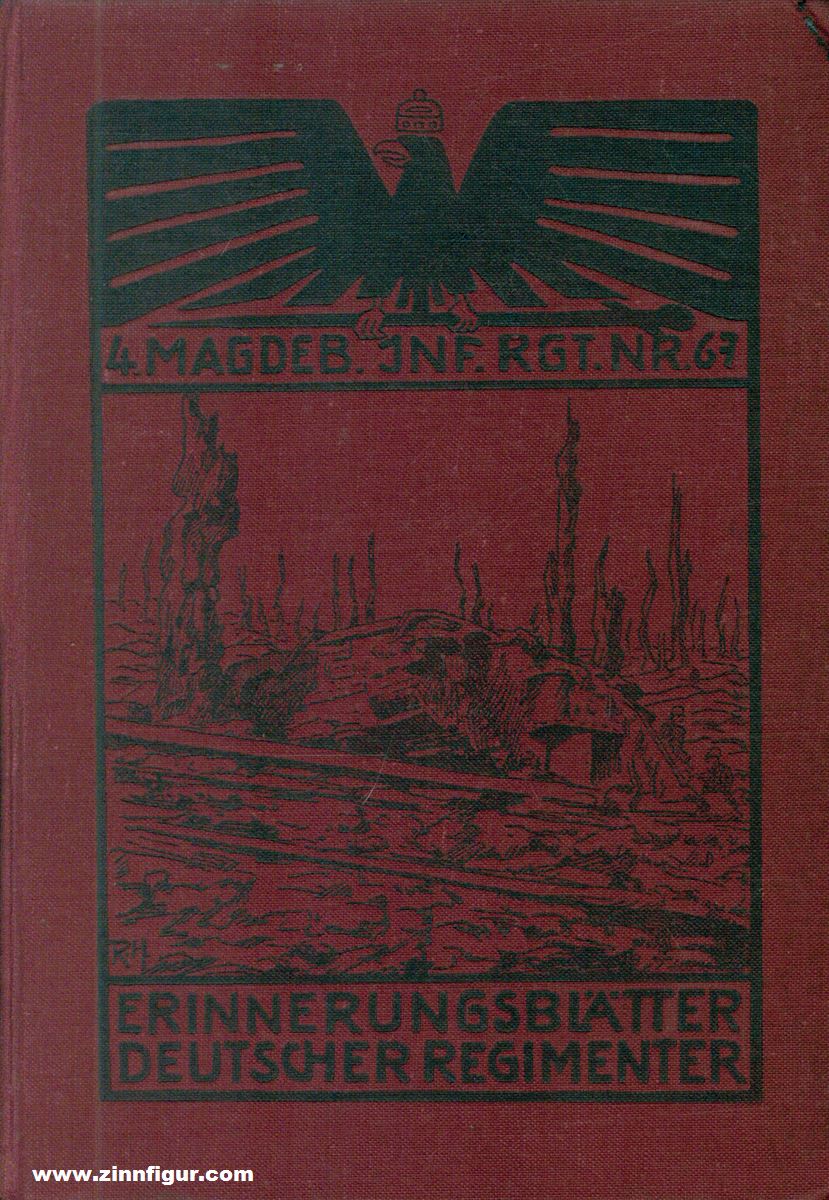 4. MAGDEB. JNF. RGT. NR. 67
RH.
ERINNERUNGSBLÄTTER
DEUTSCHER REGIMENTER
www.zinnfigur.com